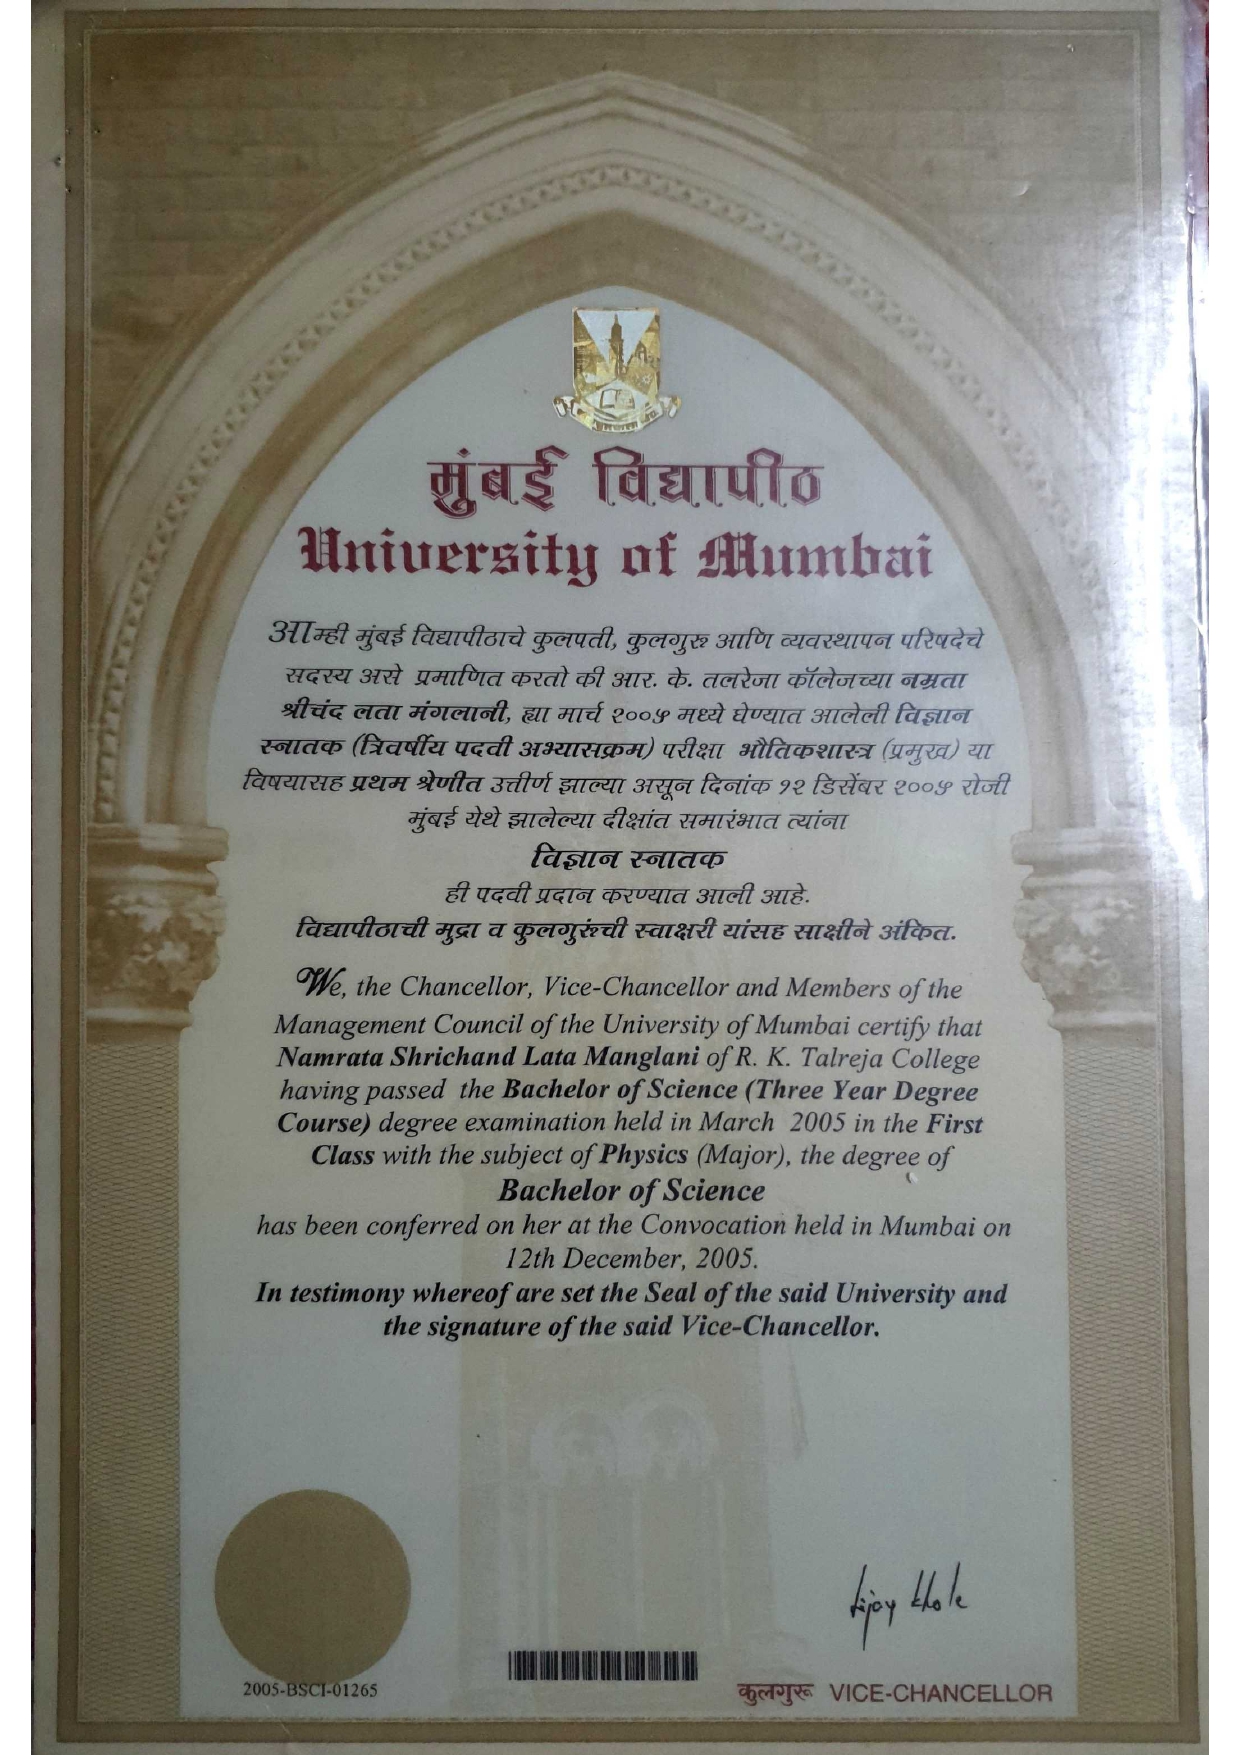 मुंबई विद्यापीठ
University of Mumbai
आम्ही मुंबई विद्यापीठाचे कुलपती, कुलगुरू आणि व्यवस्थापन परिषदेचे
सदस्य असे प्रमाणित करतो की आर. के. तलरेजा कॉलेजच्या नम्रता
श्रीचंद लता मंगलानी, ह्या मार्च २००५ मध्ये घेण्यात आलेली विज्ञान
स्नातक (त्रिवर्षीय पदवी अभ्यासक्रम) परीक्षा भौतिकशास्त्र (प्रमुख) या
विषयासह प्रथम श्रेणीत उत्तीर्ण झाल्या असून दिनांक १२ डिसेंबर २००५ रोजी
मुंबई येथे झालेल्या दीक्षांत समारंभात त्यांना
विज्ञान स्नातक
ही पदवी प्रदान करण्यात आली आहे.
विद्यापीठाची मुद्रा व कुलगुरूंची स्वाक्षरी यांसह साक्षीने अंकित.
We, the Chancellor, Vice-Chancellor and Members of the
Management Council of the University of Mumbai certify that
Namrata Shrichand Lata Manglani of R. K. Talreja College
having passed the Bachelor of Science (Three Year Degree
Course) degree examination held in March 2005 in the First
Class with the subject of Physics (Major), the degree of
Bachelor of Science
has been conferred on her at the Convocation held in Mumbai on
12th December, 2005.
In testimony whereof are set the Seal of the said University and
the signature of the said Vice-Chancellor.
Vijay Khole
2005-BSCI-01265
कुलगुरू VICE-CHANCELLOR